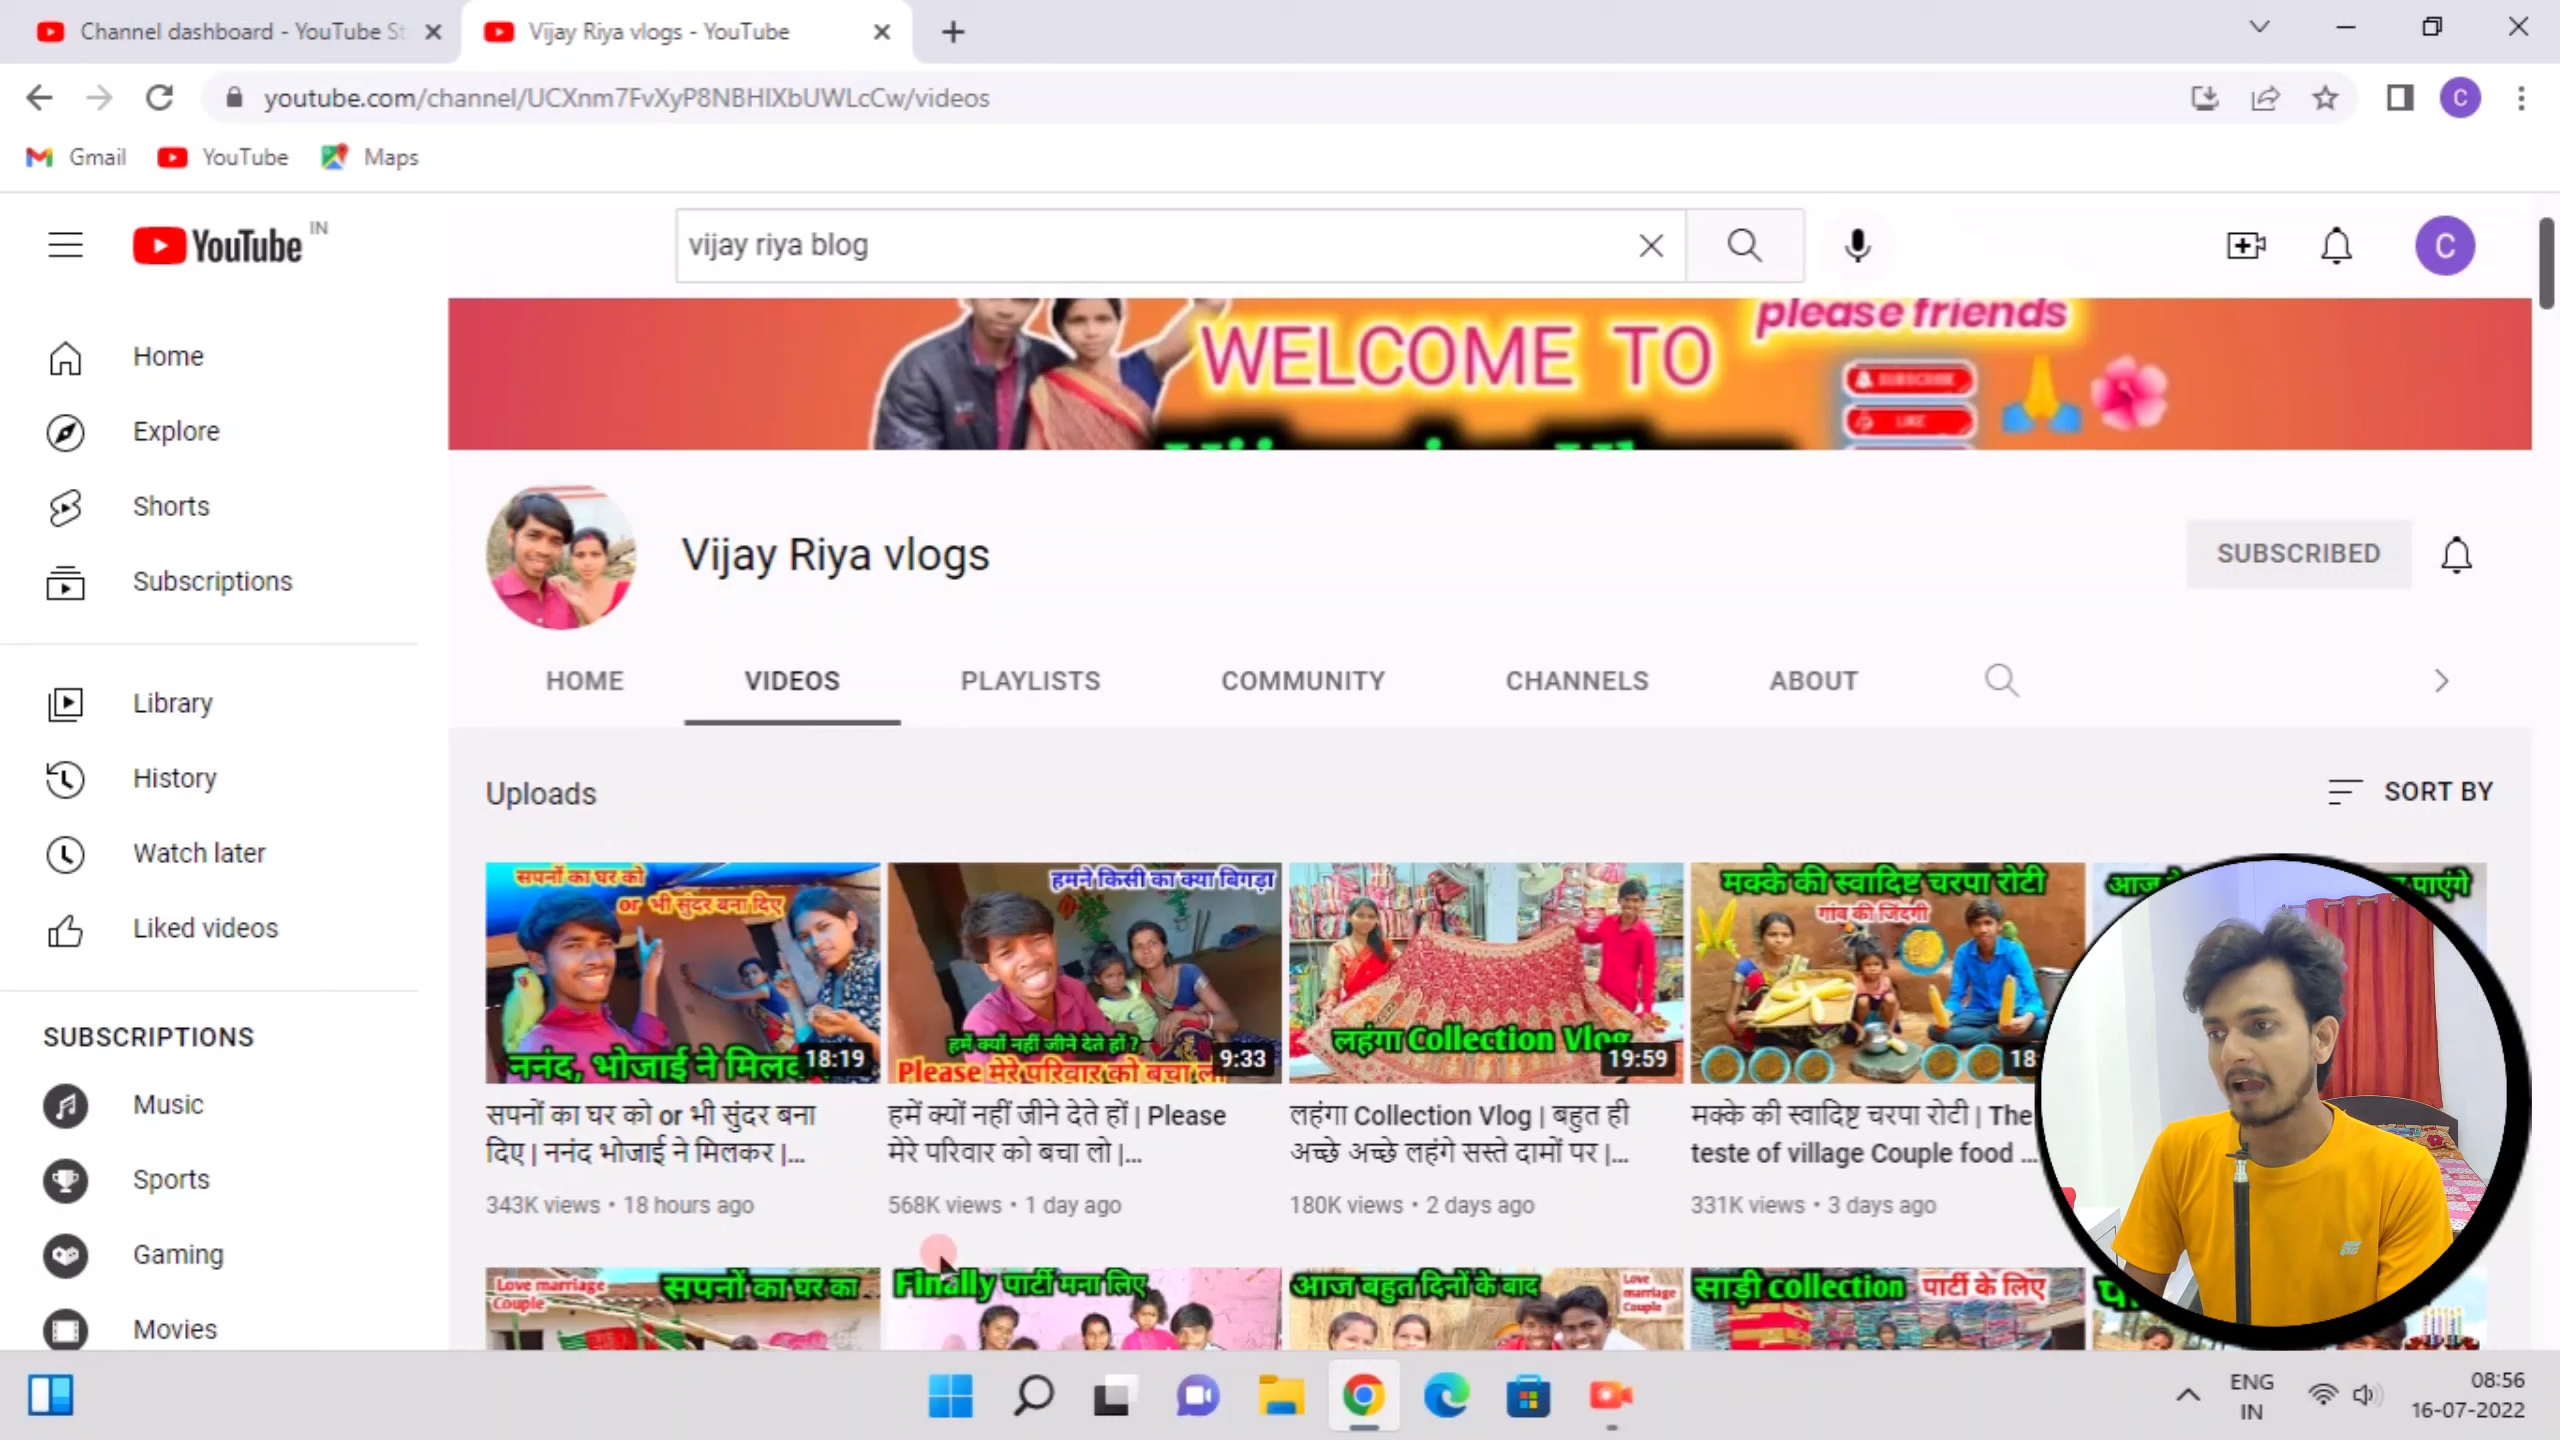 Channel dashboard - YouTube St
Vijay Riya vlogs - YouTube
youtube.com/channel/UCXnm7FvXyP8NBHIXbUWLcCw/videos
C
Gmail
YouTube
Maps
YouTube
IN
vijay riya blog
C
Home
Explore
Shorts
Subscriptions
Library
History
Watch later
Liked videos
SUBSCRIPTIONS
Music
Sports
Gaming
Movies
WELCOME TO
please friends
SUBSCRIBE
LIKE
Vijay Riya vlogs
SUBSCRIBED
HOME
VIDEOS
PLAYLISTS
COMMUNITY
CHANNELS
ABOUT
Uploads
SORT BY
सपनों का घर को
or भी सुंदर बना दिए
ननंद, भोजाई ने
18:19
हमने किसी का क्या बिगड़ा
हमें क्यों नहीं जीने देते हों ?
Please मेरे परिवार को बचा
9:33
लहंगा Collection Vlog
19:59
मक्के की स्वादिष्ट चरपा रोटी
गांव की जिंदगी
18
आज
पाएंगे
सपनों का घर को or भी सुंदर बना
दिए | ननंद भोजाई ने मिलकर |...
343K views • 18 hours ago
हमें क्यों नहीं जीने देते हों | Please
मेरे परिवार को बचा लो |...
568K views • 1 day ago
लहंगा Collection Vlog | बहुत ही
अच्छे अच्छे लहंगे सस्ते दामों पर |...
180K views • 2 days ago
मक्के की स्वादिष्ट चरपा रोटी | The
teste of village Couple food ...
331K views • 3 days ago
Love marriage
Couple
सपनों का घर का
Finally पार्टी मना लिए
आज बहुत दिनों के बाद
Love
marriage
Couple
साड़ी collection पार्टी के लिए
ENG
IN
08:56
16-07-2022